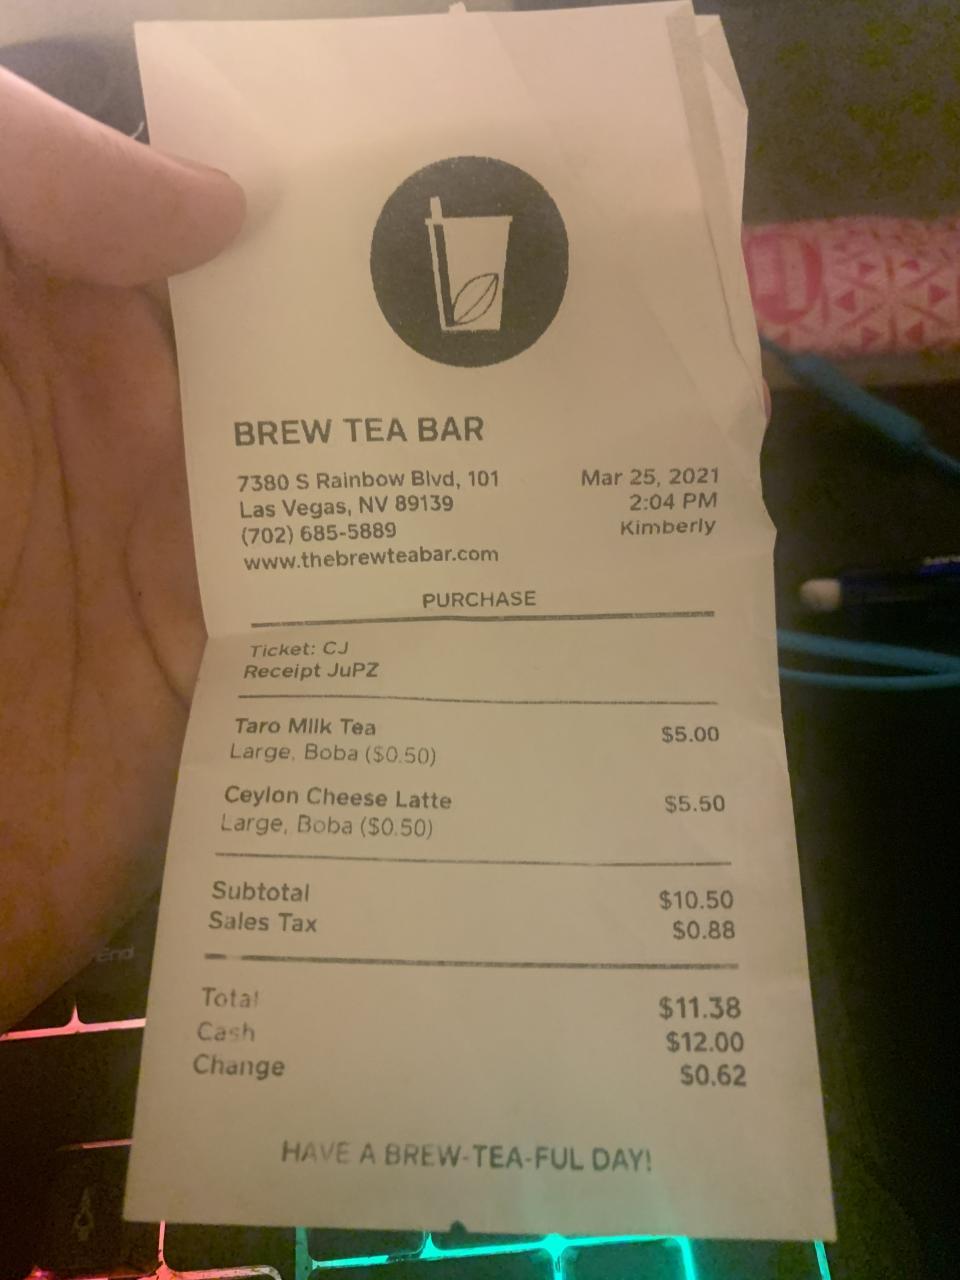 BREW TEA BAR
7380 S Rainbow Blvd, 101 Mar 25, 2021
Las Vegas, NV 89139 2:04 PM
(702) 685-5889 Kimberly
www.thebrewteabar.com
PURCHASE
Ticket: CJ
Receipt JuPZ
Taro Milk Tea $5.00
Large, Boba ($0.50)
Ceylon Cheese Latte $5.50
Large, Boba ($0.50)
Subtotal $10.50
Sales Tax $0.88
Total $11.38
Cash $12.00
Change $0.62
HAVE A BREW-TEA-FUL DAY!
End